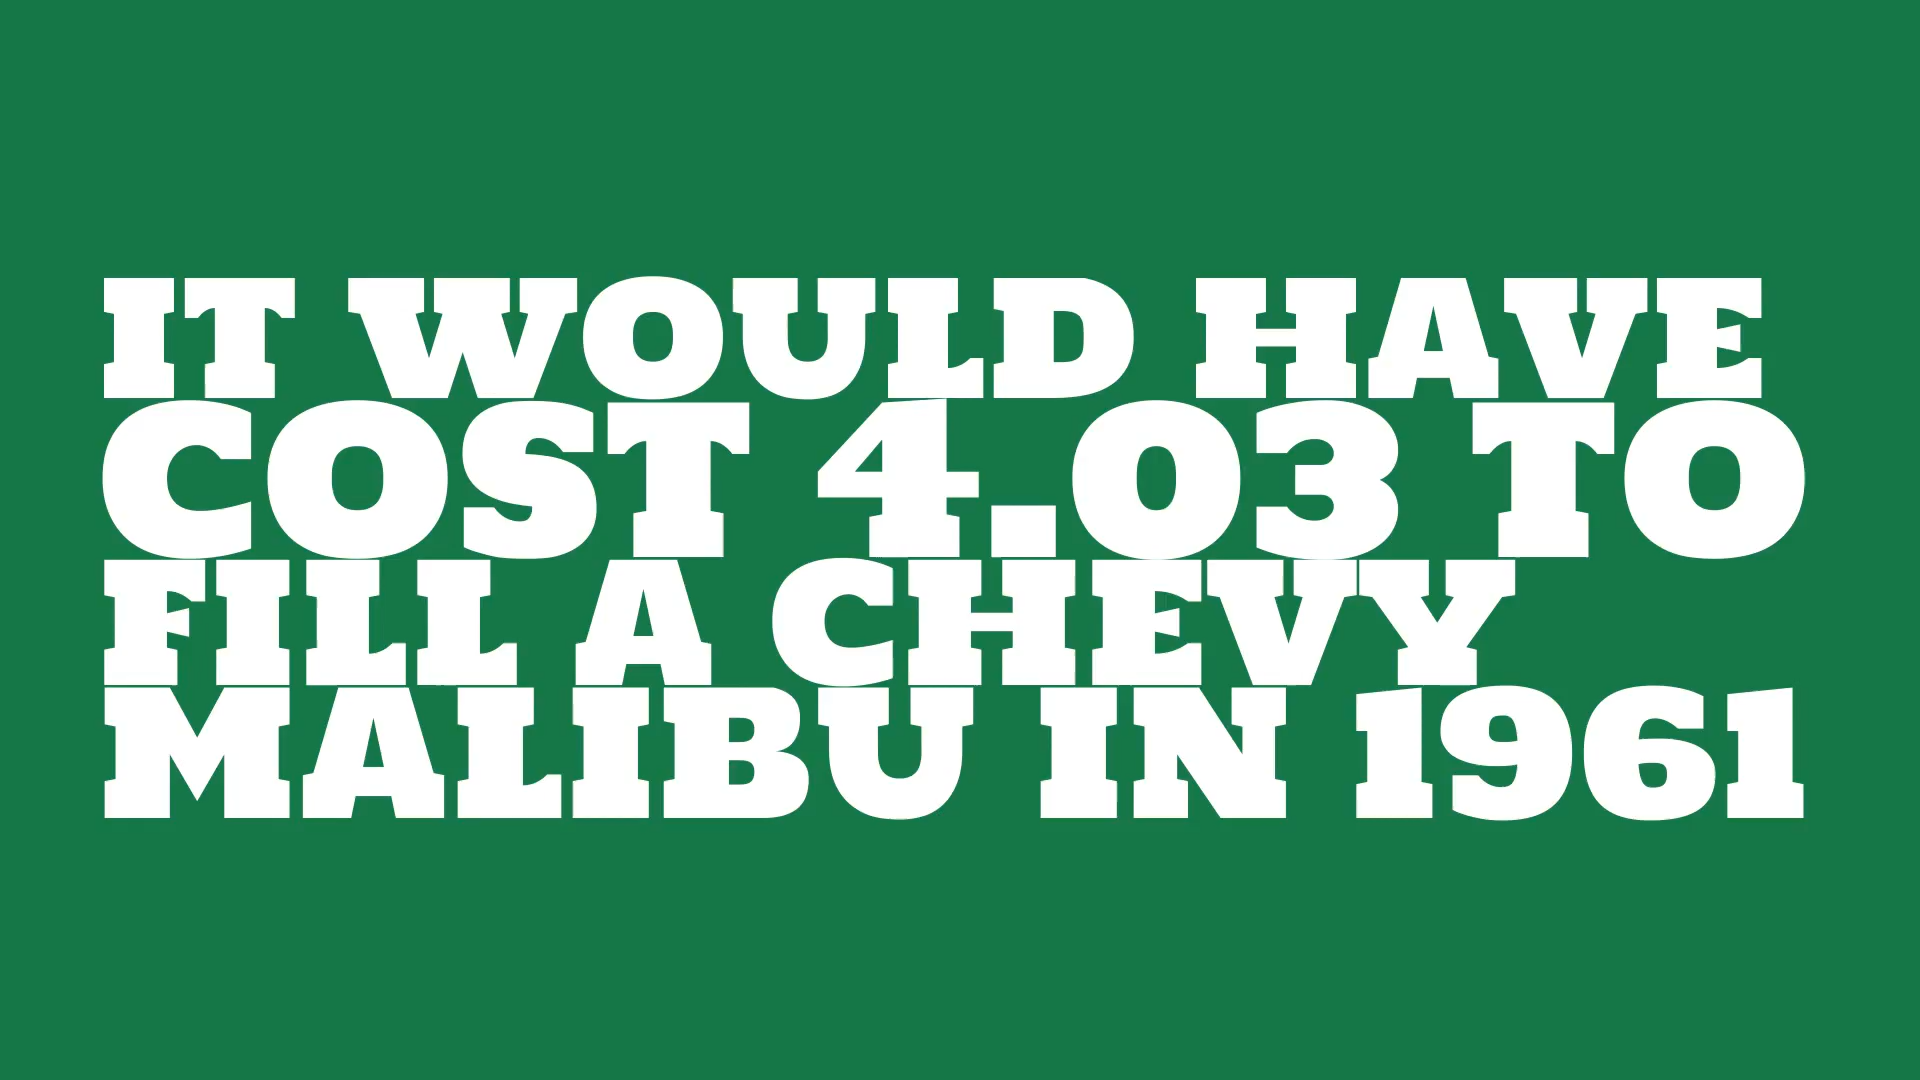 IT WOULD HAVE
COST 4.03 TO
FILL A CHEVY
MALIBU IN 1961